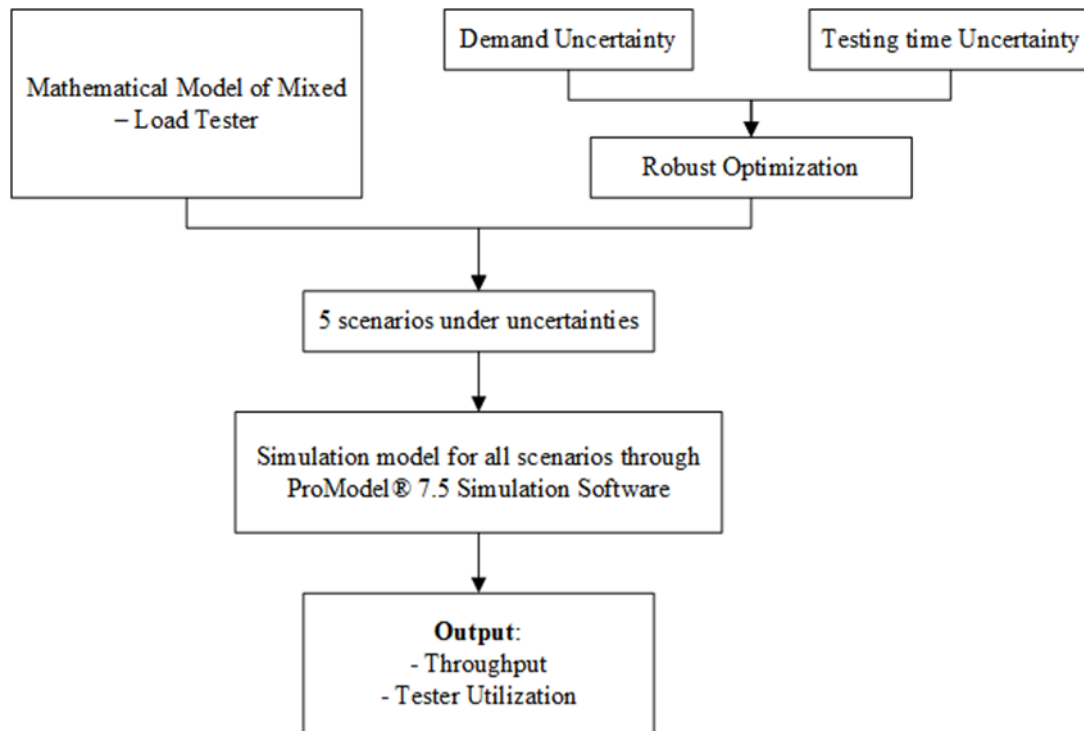 Demand Uncertainty
Testing time Uncertainty
Mathematical Model of Mixed
– Load Tester
Robust Optimization
5 scenarios under uncertainties
Simulation model for all scenarios through
ProModel® 7.5 Simulation Software
Output:
- Throughput
- Tester Utilization